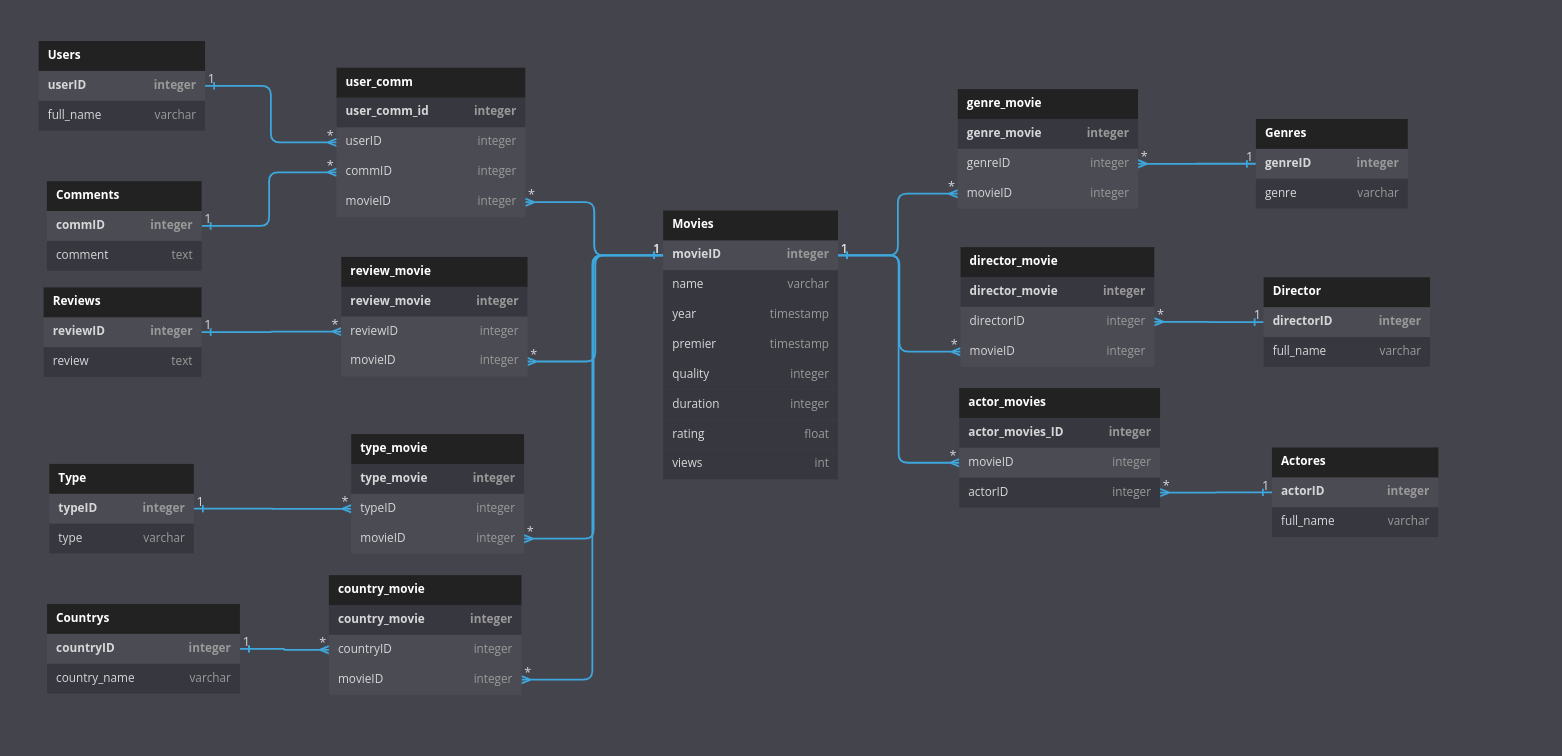 Users
userID integer
full_name varchar
Comments
commID integer
comment text
Reviews
reviewID integer
review text
Type
typeID integer
type varchar
Countrys
countryID integer
country_name varchar
user_comm
user_comm_id integer
userID integer
commID integer
movieID integer
review_movie
review_movie integer
reviewID integer
movieID integer
type_movie
type_movie integer
typeID integer
movieID integer
country_movie
country_movie integer
countryID integer
movieID integer
Movies
movieID integer
name varchar
year timestamp
premier timestamp
quality integer
duration integer
rating float
views int
genre_movie
genre_movie integer
genreID integer
movieID integer
director_movie
director_movie integer
directorID integer
movieID integer
actor_movies
actor_movies_ID integer
movieID integer
actorID integer
Genres
genreID integer
genre varchar
Director
directorID integer
full_name varchar
Actores
actorID integer
full_name varchar
1
*
*
1
*
1
*
*
1
*
*
1
*
*
1
1
*
*
1
*
*
1
*
*
1